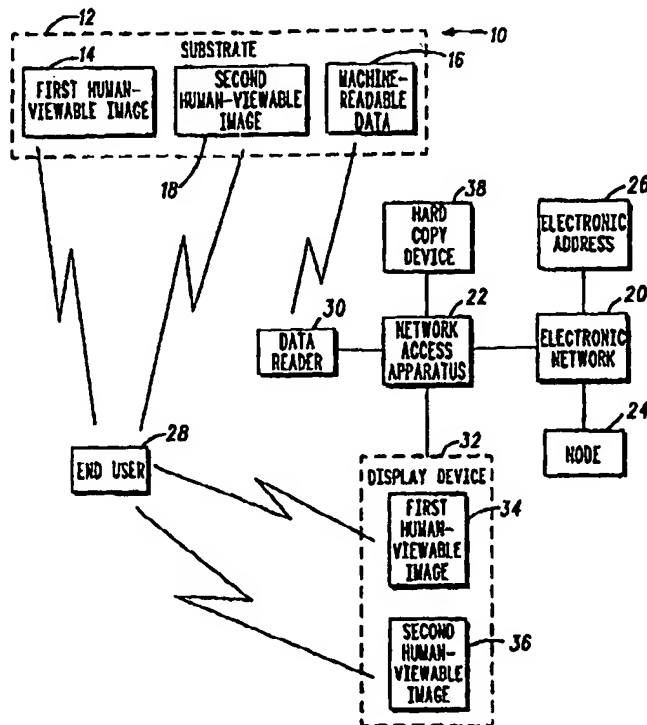 12
10
SUBSTRATE
14
16
FIRST HUMAN-
VIEWABLE IMAGE
SECOND
HUMAN-VIEWABLE
IMAGE
MACHINE-
READABLE
DATA
18
38
26
HARD
COPY
DEVICE
ELECTRONIC
ADDRESS
30
22
20
DATA
READER
NETWORK
ACCESS
APPARATUS
ELECTRONIC
NETWORK
28
32
24
END USER
NODE
DISPLAY DEVICE
34
FIRST
HUMAN-
VIEWABLE
IMAGE
36
SECOND
HUMAN-
VIEWABLE
IMAGE